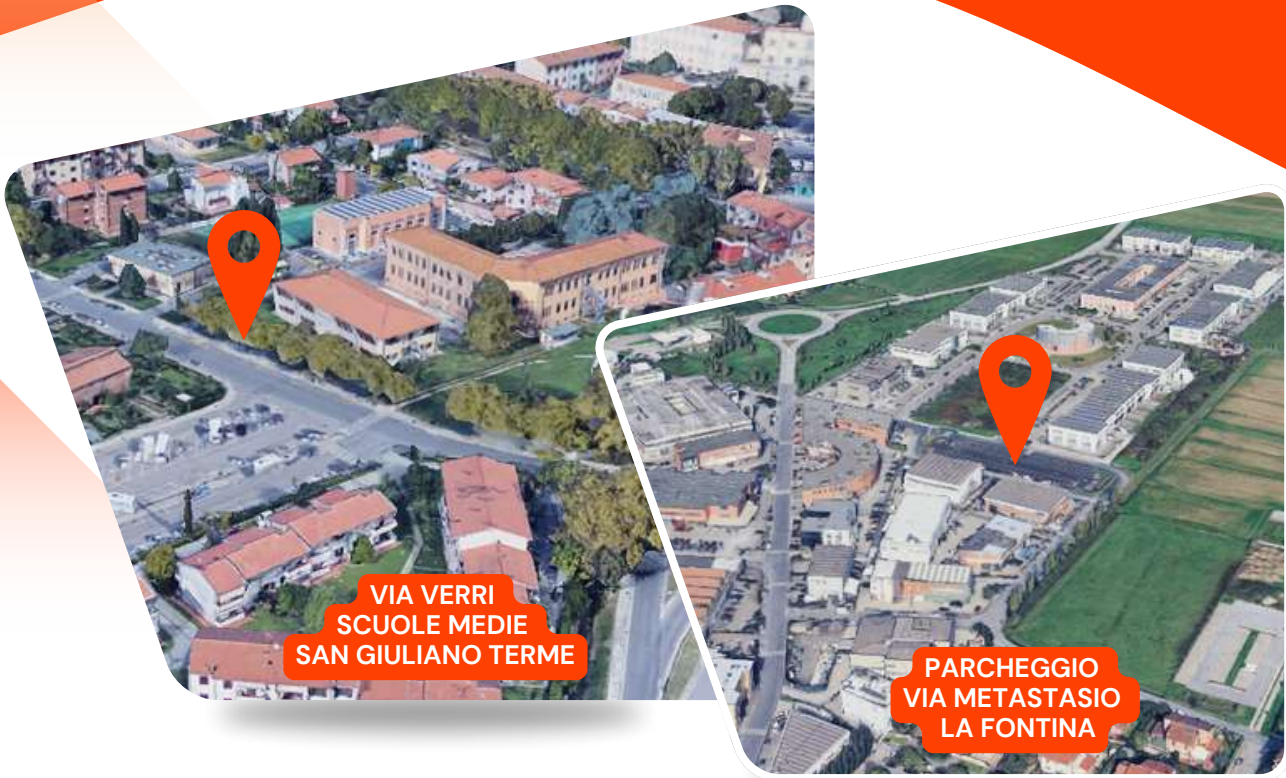 VIA VERRI
SCUOLE MEDIE
SAN GIULIANO TERME
PARCHEGGIO
VIA METASTASIO
LA FONTINA